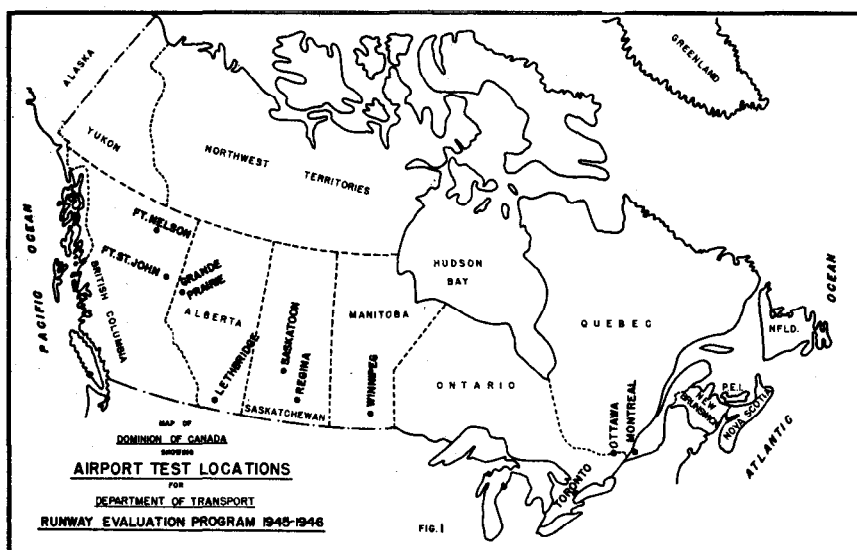 GREENLAND
ALASKA
YUKON
NORTHWEST TERRITORIES
PACIFIC OCEAN
BRITISH COLUMBIA
FT. NELSON
FT. ST. JOHN
GRANDE
PRAIRIE
ALBERTA
LETHBRIDGE
SASKATOON
REGINA
SASKATCHEWAN
MANITOBA
WINNIPEG
HUDSON
BAY
ONTARIO
QUEBEC
OTTAWA
MONTREAL
TORONTO
NFLD.
P.E.I.
NEW
BRUNSWICK
NOVA SCOTIA
ATLANTIC OCEAN
MAP OF
DOMINION OF CANADA
SHOWING
AIRPORT TEST LOCATIONS
FOR
DEPARTMENT OF TRANSPORT
RUNWAY EVALUATION PROGRAM 1945-1946
FIG. 1